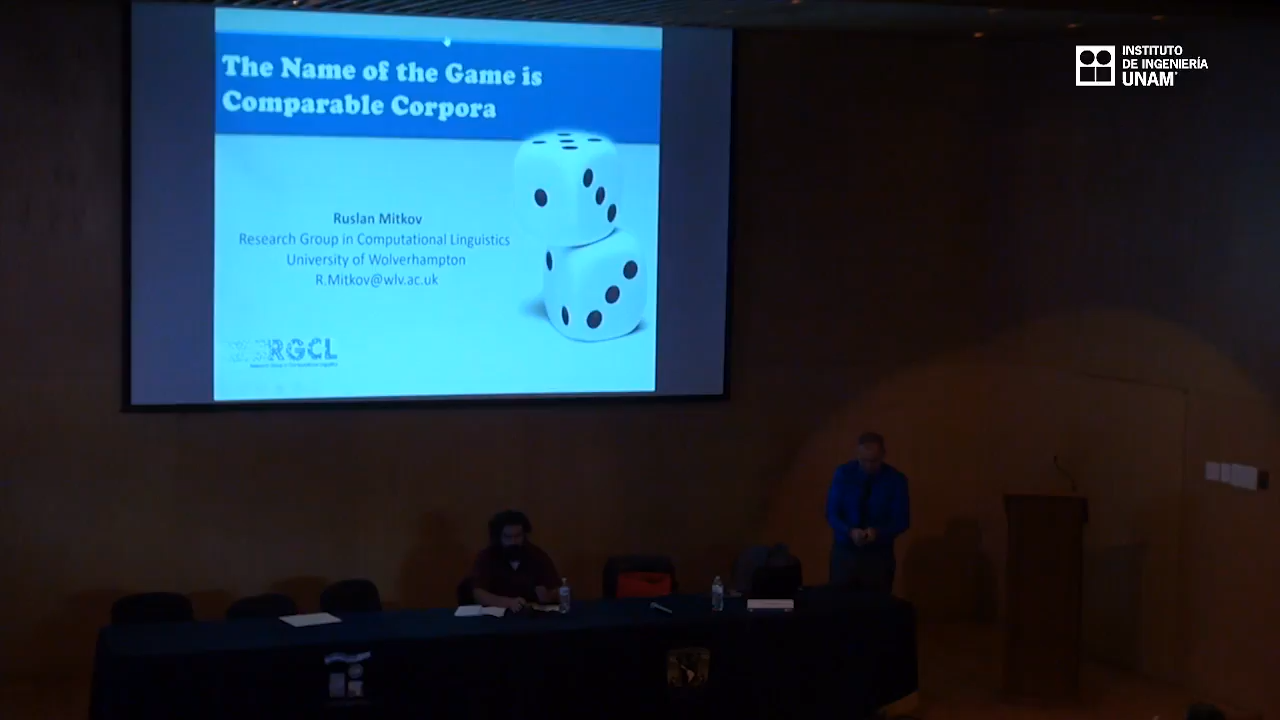 The Name of the Game is
Comparable Corpora
Ruslan Mitkov
Research Group in Computational Linguistics
University of Wolverhampton
R.Mitkov@wlv.ac.uk
RGCL
INSTITUTO
DE INGENIERÍA
UNAM